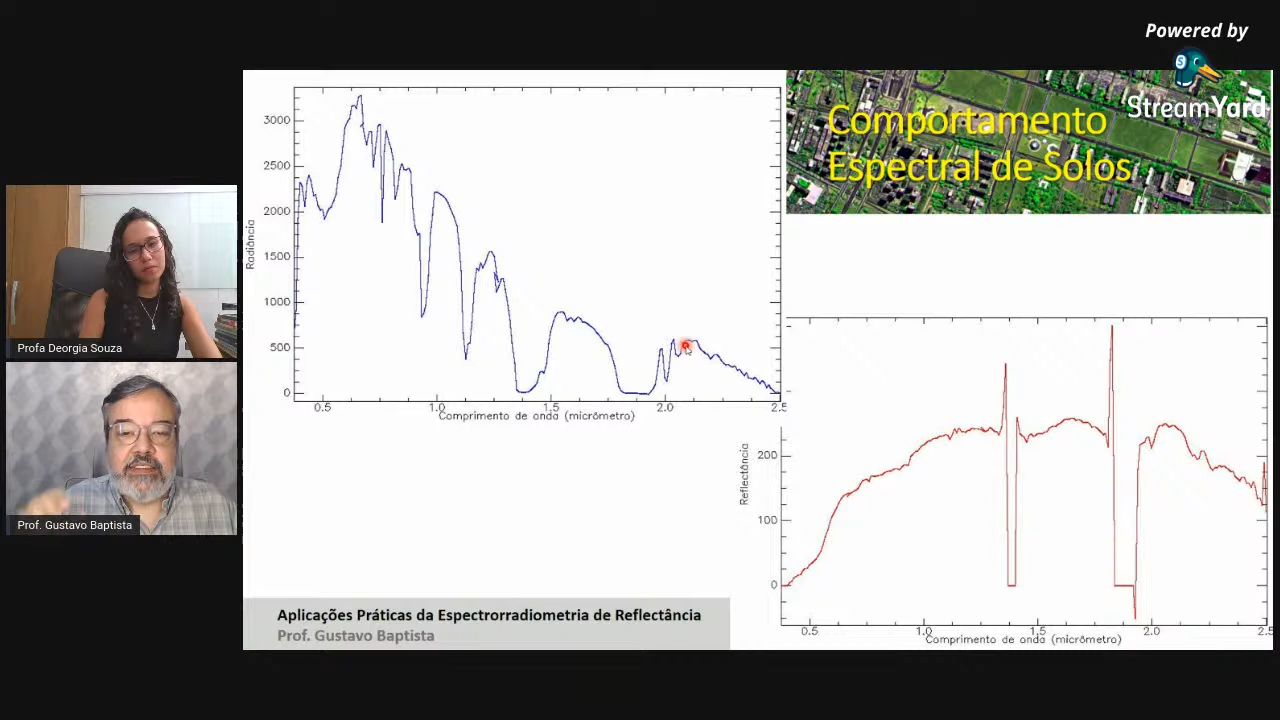 Powered by
StreamYard
Comportamento
Espectral de Solos
3000
2500
2000
1500
1000
500
0
Radiância
0.5
1.0
1.5
2.0
2.5
Comprimento de onda (micrômetro)
Profa Deorgia Souza
Prof. Gustavo Baptista
200
100
0
Reflectância
0.5
1.0
1.5
2.0
2.5
Comprimento de onda (micrômetro)
Aplicações Práticas da Espectrorradiometria de Reflectância
Prof. Gustavo Baptista